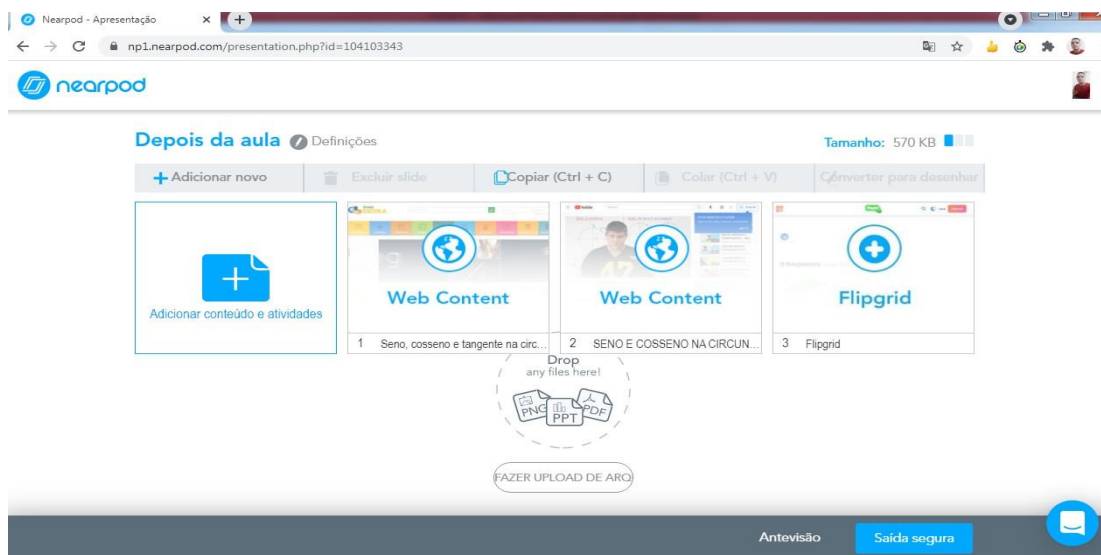 Nearpod - Apresentação
np1.nearpod.com/presentation.php?id=104103343
nearpod
Depois da aula Definições
Tamanho: 570 KB
Adicionar novo Excluir slide Copiar (Ctrl + C) Colar (Ctrl + V) Converter para desenhar
Adicionar conteúdo e atividades
Web Content
1 Seno, cosseno e tangente na circ...
Web Content
2 SENO E COSSENO NA CIRCUN...
Flipgrid
3 Flipgrid
Drop
any files here!
PNG PPT PDF
FAZER UPLOAD DE ARQ
Antevisão Saída segura